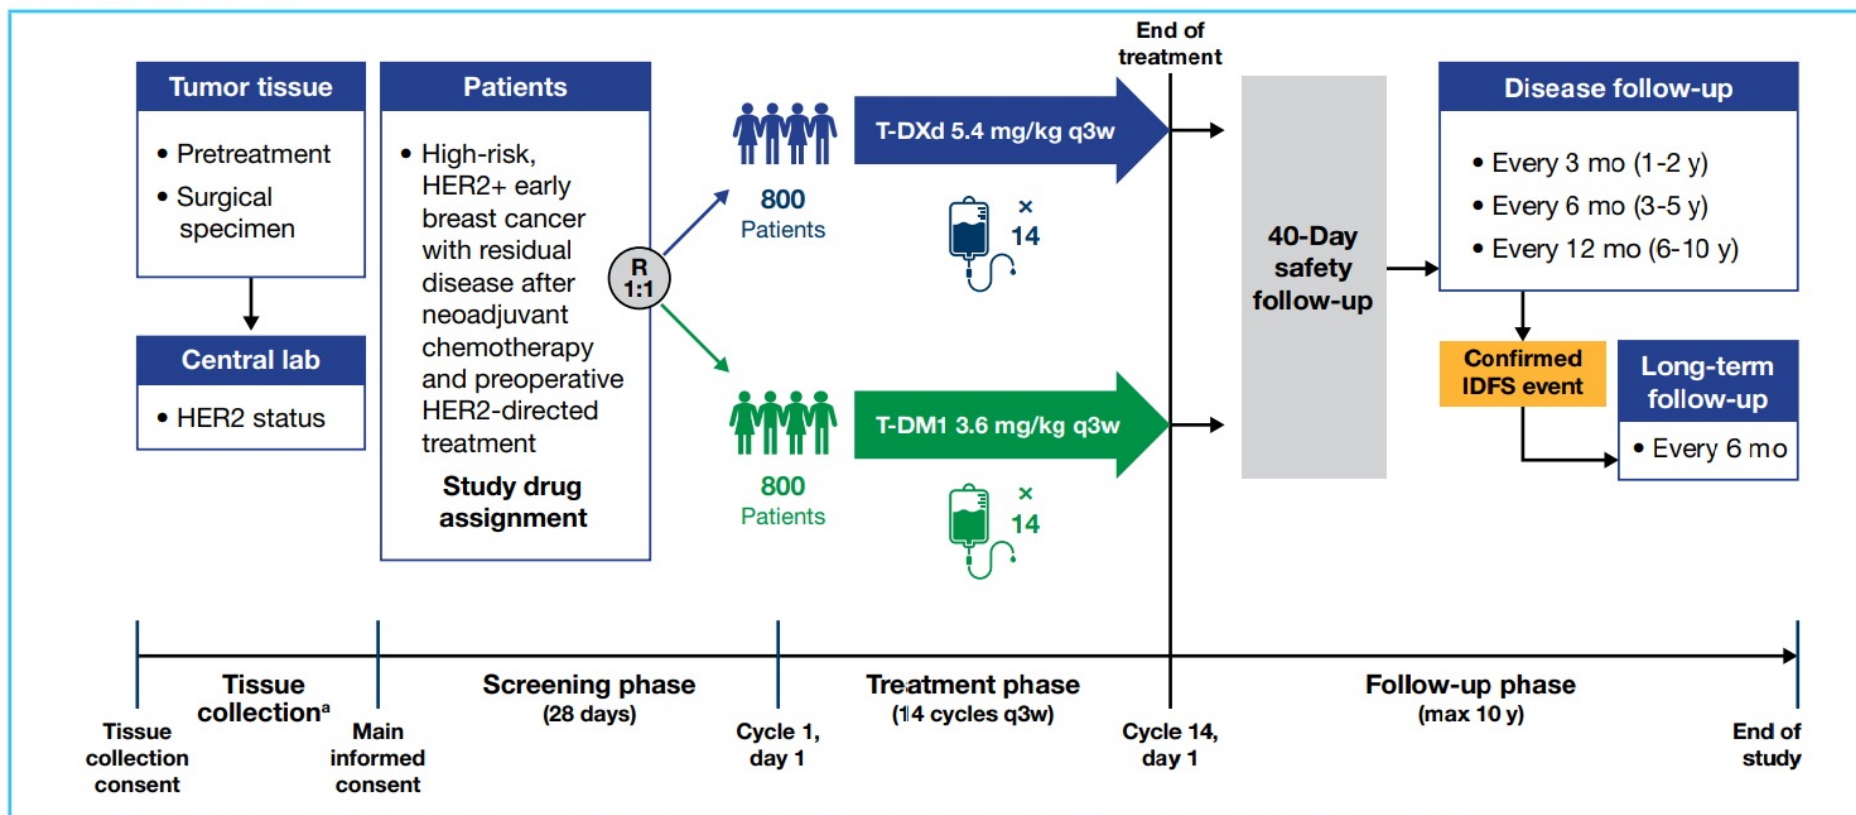 Tumor tissue
• Pretreatment
• Surgical
specimen
Central lab
• HER2 status
Patients
• High-risk,
HER2+ early
breast cancer
with residual
disease after
neoadjuvant
chemotherapy
and preoperative
HER2-directed
treatment
Study drug
assignment
R
1:1
800
Patients
T-DXd 5.4 mg/kg q3w
×
14
800
Patients
T-DM1 3.6 mg/kg q3w
×
14
End of
treatment
40-Day
safety
follow-up
Disease follow-up
• Every 3 mo (1-2 y)
• Every 6 mo (3-5 y)
• Every 12 mo (6-10 y)
Confirmed
IDFS event
Long-term
follow-up
• Every 6 mo
Tissue
collectionᵃ
Screening phase
(28 days)
Treatment phase
(14 cycles q3w)
Follow-up phase
(max 10 y)
Tissue
collection
consent
Main
informed
consent
Cycle 1,
day 1
Cycle 14,
day 1
End of
study